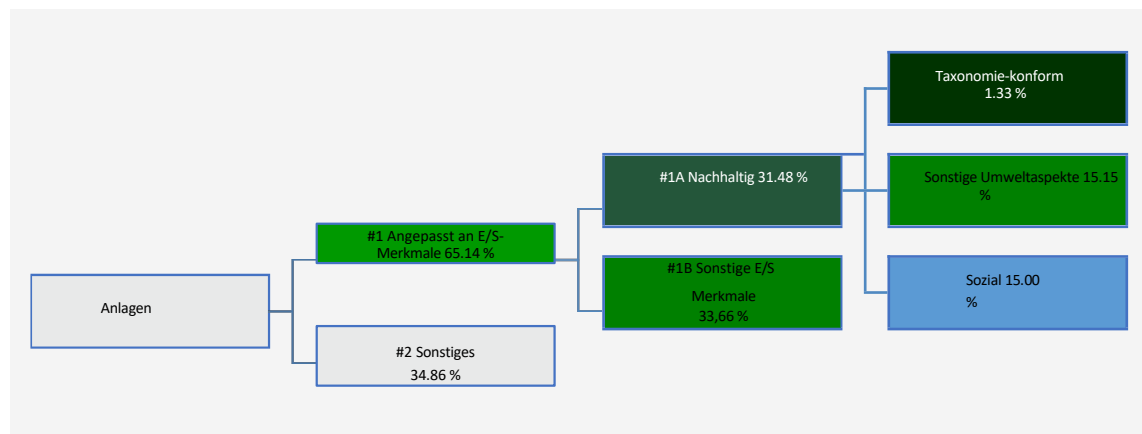 Anlagen
#1 Angepasst an E/S-
Merkmale 65.14 %
#2 Sonstiges
34.86 %
#1A Nachhaltig 31.48 %
#1B Sonstige E/S
Merkmale
33,66 %
Taxonomie-konform
1.33 %
Sonstige Umweltaspekte 15.15
%
Sozial 15.00
%